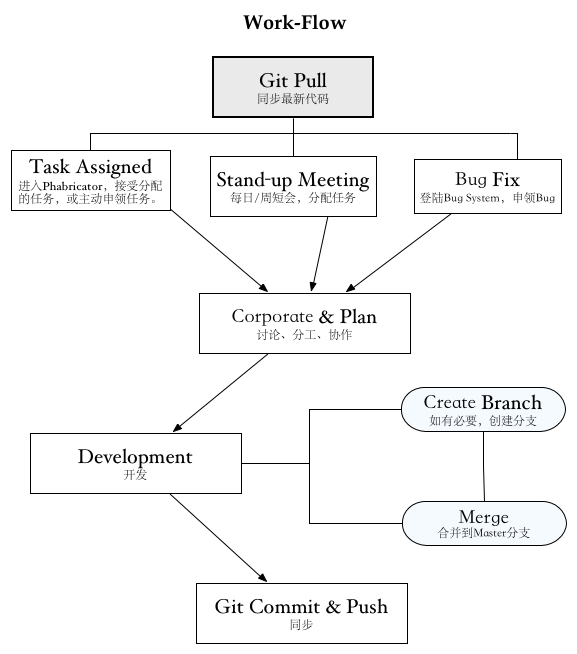 Work-Flow
Git Pull
同步最新代码
Task Assigned
进入Phabricator，接受分配
的任务，或主动申领任务。
Stand-up Meeting
每日/周短会，分配任务
Bug Fix
登陆Bug System，申领Bug
Corporate & Plan
讨论、分工、协作
Create Branch
如有必要，创建分支
Development
开发
Merge
合并到Master分支
Git Commit & Push
同步